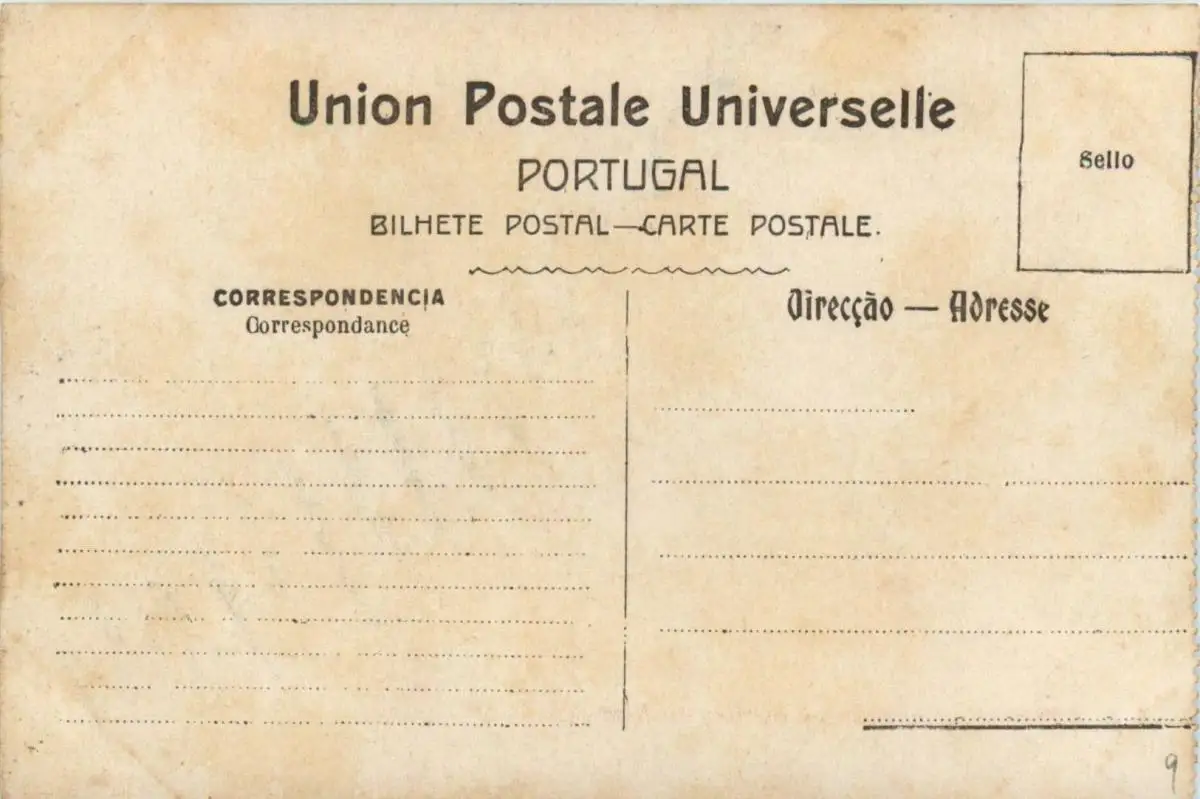 Union Postale Universelle
PORTUGAL
BILHETE POSTAL—CARTE POSTALE.
Sello
CORRESPONDENCIA
Correspondance
Direcção — Adresse
9